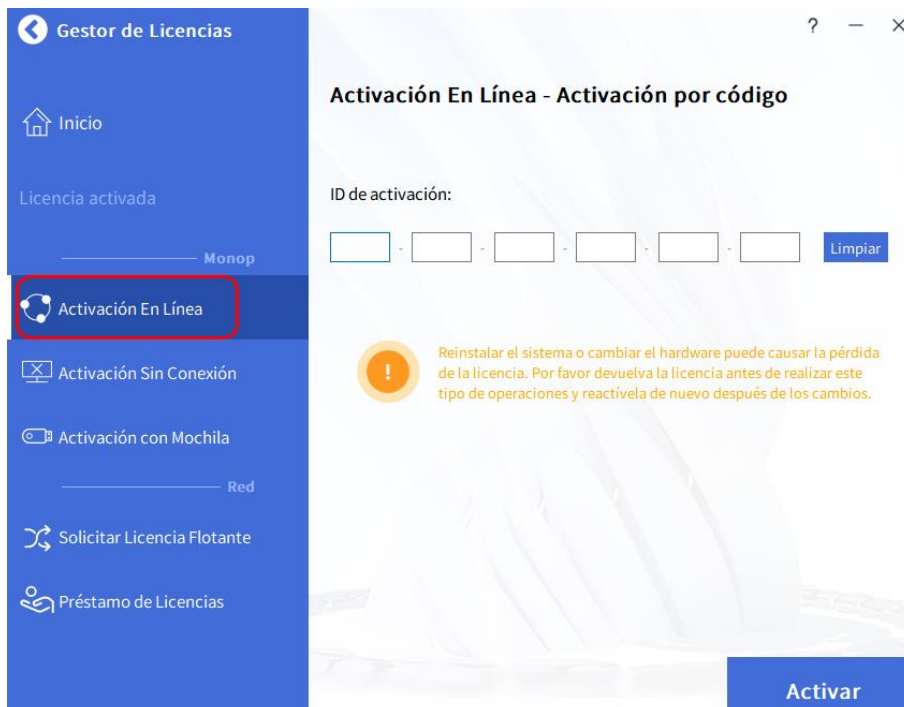 Gestor de Licencias
?
Inicio
Licencia activada
Monop
Activación En Línea
Activación Sin Conexión
Activación con Mochila
Red
Solicitar Licencia Flotante
Préstamo de Licencias
Activación En Línea - Activación por código
ID de activación:
- - - - - Limpiar
!
Reinstalar el sistema o cambiar el hardware puede causar la pérdida
de la licencia. Por favor devuelva la licencia antes de realizar este
tipo de operaciones y reactívela de nuevo después de los cambios.
Activar